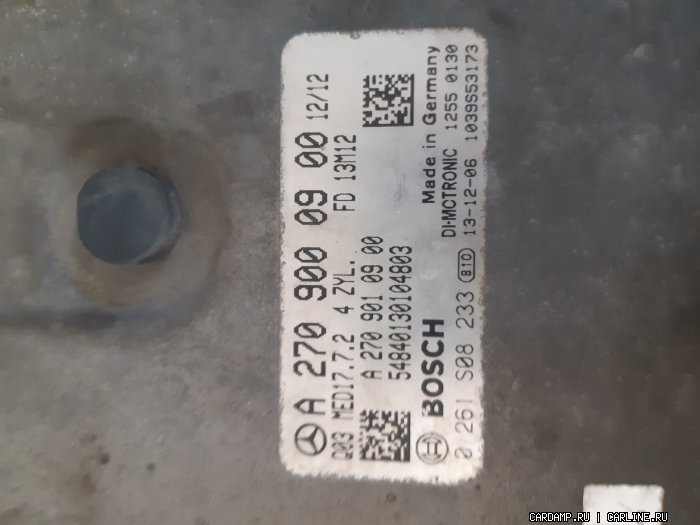 A 270 900 09 00 12/12
Q03 MED17.7.2 4 ZYL. FD 13M12
A 270 901 09 00
54840130104803
BOSCH Made in Germany
DI-MOTRONIC 1255 0130
0 261 S08 233 810 13-12-06 1039S53173
CARDAMP.RU / CARLINE.RU